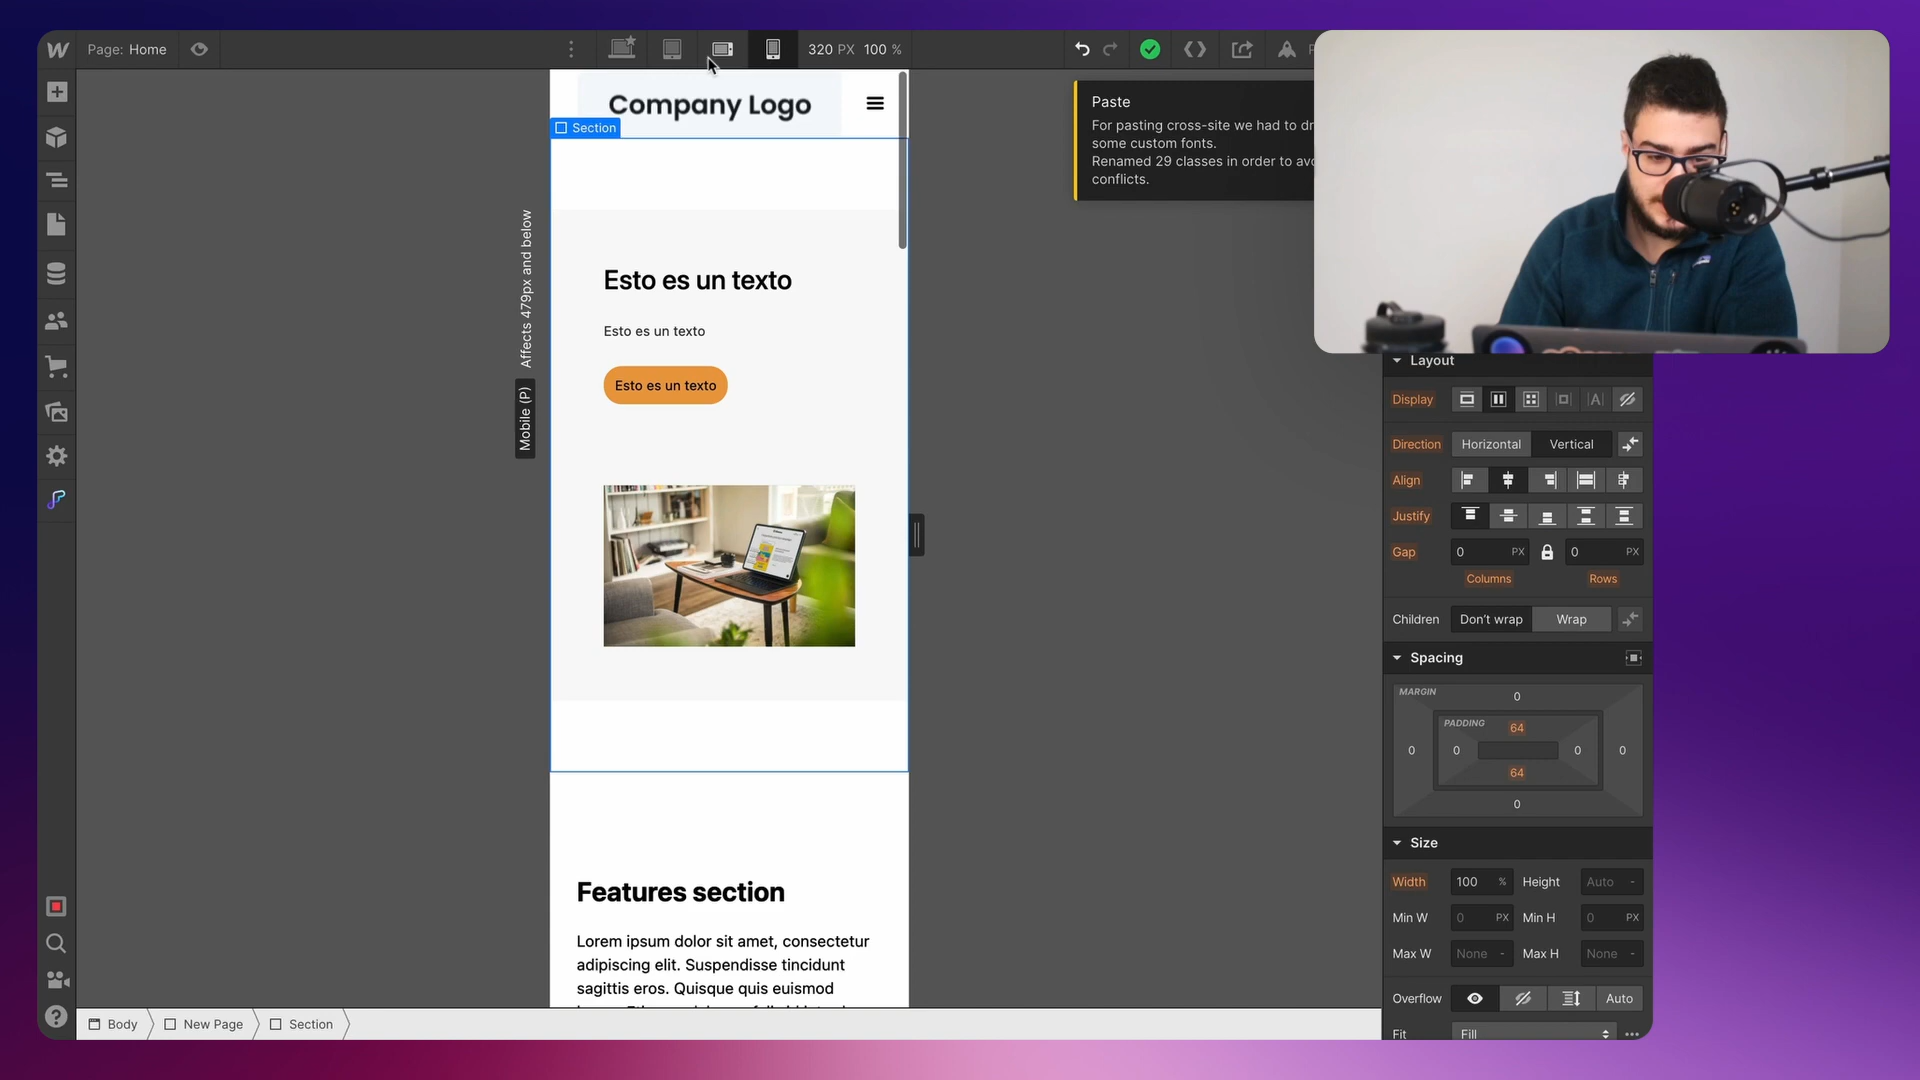 Page: Home
320 PX 100 %
Company Logo
Section
Paste
For pasting cross-site we had to
some custom fonts.
Renamed 29 classes in order to
conflicts.
Affects 479px and below
Mobile (P)
Esto es un texto
Esto es un texto
Esto es un texto
Features section
Lorem ipsum dolor sit amet, consectetur
adipiscing elit. Suspendisse tincidunt
sagittis eros. Quisque quis euismod
Layout
Display
Direction Horizontal Vertical
Align
Justify
Gap 0 PX 0 PX
Columns Rows
Children Don't wrap Wrap
Spacing
MARGIN
0
PADDING
64
0 0 0 0
64
0
Size
Width 100 % Height Auto -
Min W 0 PX Min H 0 PX
Max W None - Max H None -
Overflow Auto
Fit Fill
Body New Page Section